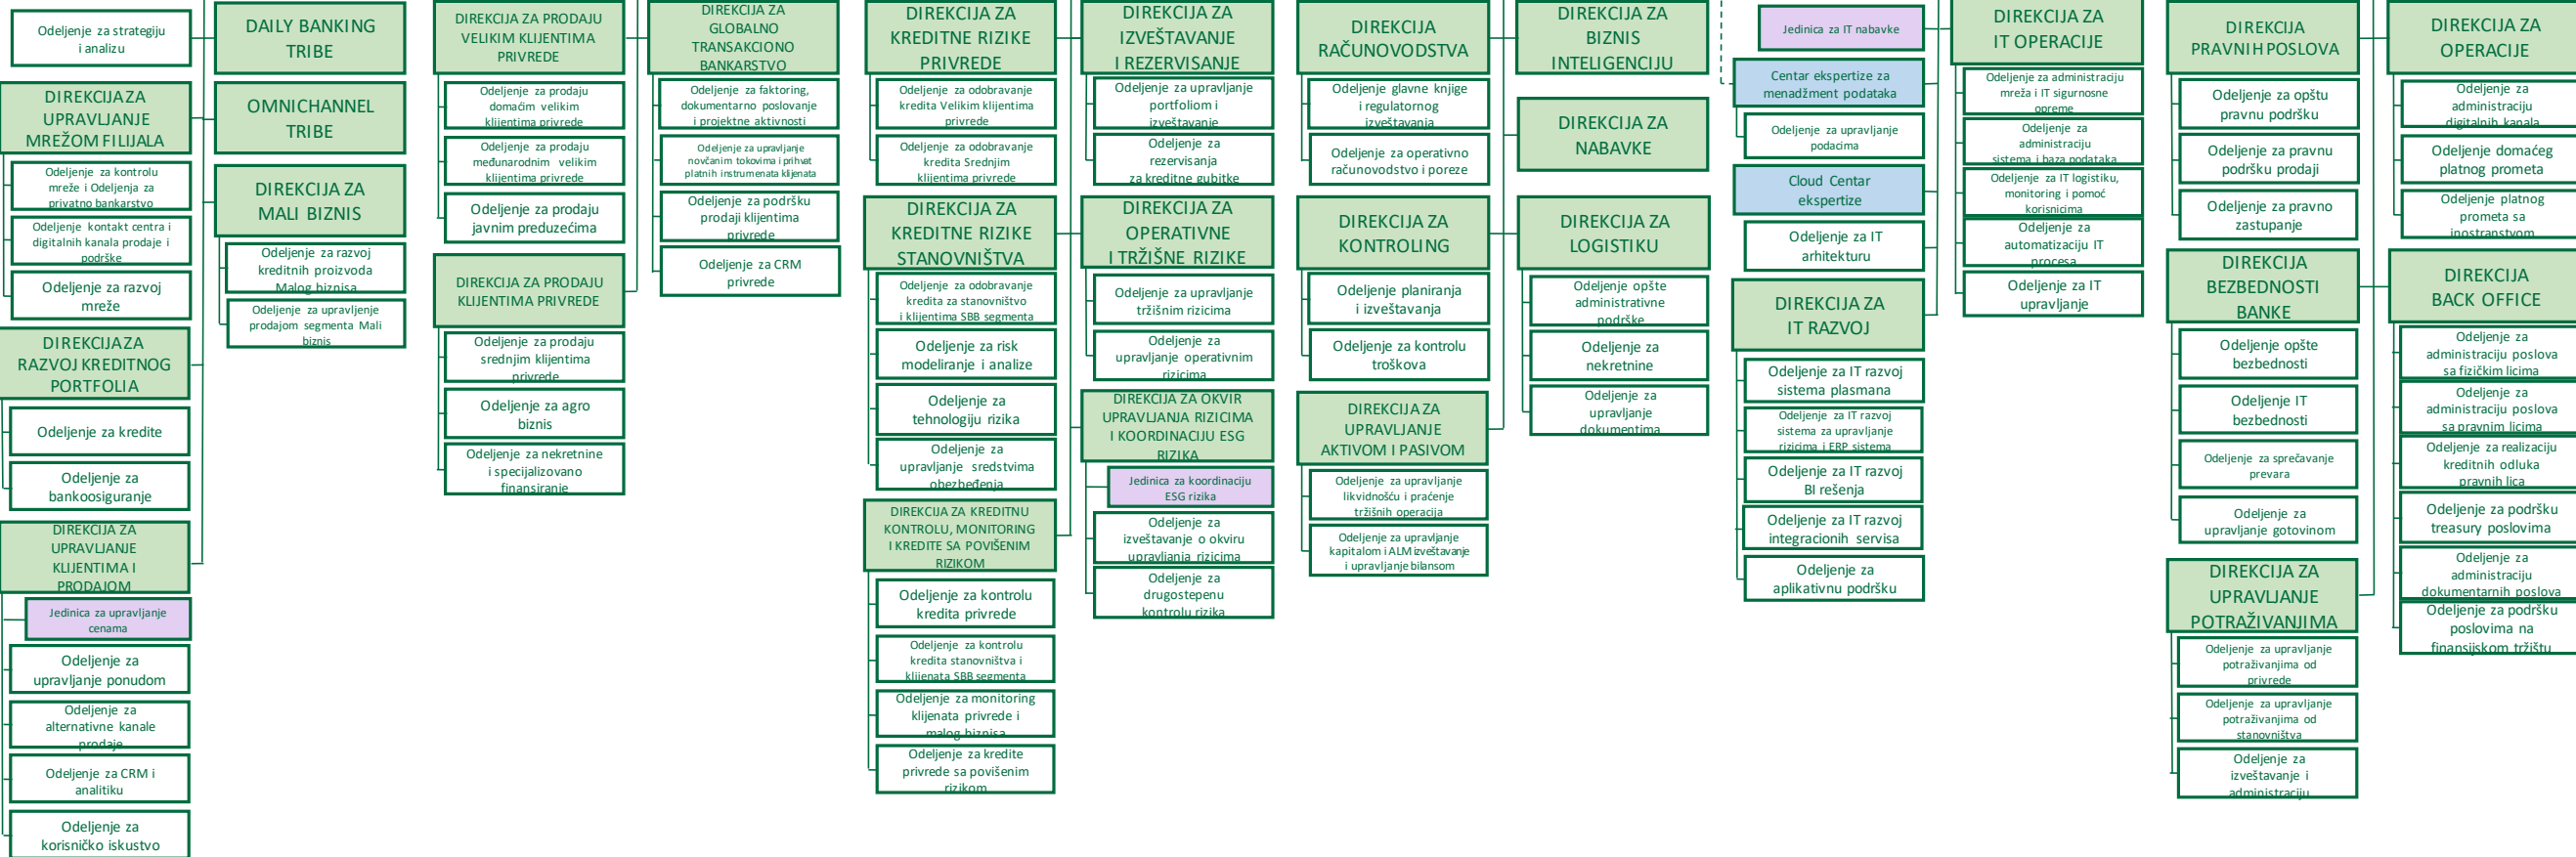 Odeljenje za strategiju
i analizu
DIREKCIJA ZA
UPRAVLJANJE
MREŽOM FILIJALA
Odeljenje za kontrolu
mreže i Odeljenja za
privatno bankarstvo
Odeljenje kontakt centra i
digitalnih kanala prodaje i
podrške
Odeljenje za razvoj
mreže
DIREKCIJA ZA
RAZVOJ KREDITNOG
PORTFOLIA
Odeljenje za kredite
Odeljenje za
bankoosiguranje
DIREKCIJA ZA
UPRAVLJANJE
KLIJENTIMA I
PRODAJOM
Jedinica za upravljanje
cenama
Odeljenje za
upravljanje ponudom
Odeljenje za
alternativne kanale
prodaje
Odeljenje za CRM i
analitiku
Odeljenje za
korisničko iskustvo
DAILY BANKING
TRIBE
OMNICHANNEL
TRIBE
DIREKCIJA ZA
MALI BIZNIS
Odeljenje za razvoj
kreditnih proizvoda
Malog biznisa
Odeljenje za upravljenje
prodajom segmenta Mali
biznis
DIREKCIJA ZA PRODAJU
VELIKIM KLIJENTIMA
PRIVREDE
Odeljenje za prodaju
domaćim velikim
klijentima privrede
Odeljenje za prodaju
međunarodnim velikim
klijentima privrede
Odeljenje za prodaju
javnim preduzećima
DIREKCIJA ZA PRODAJU
KLIJENTIMA PRIVREDE
Odeljenje za prodaju
srednjim klijentima
privrede
Odeljenje za agro
biznis
Odeljenje za nekretnine
i specijalizovano
finansiranje
DIREKCIJA ZA
GLOBALNO
TRANSAKCIONO
BANKARSTVO
Odeljenje za faktoring,
dokumentarno poslovanje
i projektne aktivnosti
Odeljenje za upravljanje
novčanim tokovima i prihvat
platnih instrumenata klijenata
Odeljenje za podršku
prodaji klijentima
privrede
Odeljenje za CRM
privrede
DIREKCIJA ZA
KREDITNE RIZIKE
PRIVREDE
Odeljenje za odobravanje
kredita Velikim klijentima
privrede
Odeljenje za odobravanje
kredita Srednjim
klijentima privrede
DIREKCIJA ZA
KREDITNE RIZIKE
STANOVNIŠTVA
Odeljenje za odobravanje
kredita za stanovništvo
i klijentima SBB segmenta
Odeljenje za risk
modeliranje i analize
Odeljenje za
tehnologiju rizika
Odeljenje za
upravljanje sredstvima
obezbeđenja
DIREKCIJA ZA KREDITNU
KONTROLU, MONITORING
I KREDITE SA POVIŠENIM
RIZIKOM
Odeljenje za kontrolu
kredita privrede
Odeljenje za kontrolu
kredita stanovništva i
klijenata SBB segmenta
Odeljenje za monitoring
klijenata privrede i
malog biznisa
Odeljenje za kredite
privrede sa povišenim
rizikom
DIREKCIJA ZA
IZVEŠTAVANJE
I REZERVISANJE
Odeljenje za upravljanje
portfoliom i
izveštavanje
Odeljenje za
rezervisanja
za kreditne gubitke
DIREKCIJA ZA
OPERATIVNE
I TRŽIŠNE RIZIKE
Odeljenje za upravljanje
tržišnim rizicima
Odeljenje za
upravljanje operativnim
rizicima
DIREKCIJA ZA OKVIR
UPRAVLJANJA RIZICIMA
I KOORDINACIJU ESG
RIZIKA
Jedinica za koordinaciju
ESG rizika
Odeljenje za
izveštavanje o okviru
upravljanja rizicima
Odeljenje za
drugostepenu
kontrolu rizika
DIREKCIJA
RAČUNOVODSTVA
Odeljenje glavne knjige
i regulatornog
izveštavanja
Odeljenje za operativno
računovodstvo i poreze
DIREKCIJA ZA
KONTROLING
Odeljenje planiranja
i izveštavanja
Odeljenje za kontrolu
troškova
DIREKCIJA ZA
UPRAVLJANJE
AKTIVOM I PASIVOM
Odeljenje za upravljanje
likvidnošću i praćenje
tržišnih operacija
Odeljenje za upravljanje
kapitalom i ALM izveštavanje
i upravljanje bilansom
DIREKCIJA ZA
BIZNIS
INTELIGENCIJU
DIREKCIJA ZA
NABAVKE
DIREKCIJA ZA
LOGISTIKU
Odeljenje opšte
administrativne
podrške
Odeljenje za
nekretnine
Odeljenje za
upravljanje
dokumentima
Jedinica za IT nabavke
Centar ekspertize za
menadžment podataka
Odeljenje za upravljanje
podacima
Cloud Centar
ekspertize
Odeljenje za IT
arhitekturu
DIREKCIJA ZA
IT RAZVOJ
Odeljenje za IT razvoj
sistema plasmana
Odeljenje za IT razvoj
sistema za upravljanje
rizicima i ERP sistema
Odeljenje za IT razvoj
BI rešenja
Odeljenje za IT razvoj
integracionih servisa
Odeljenje za
aplikativnu podršku
DIREKCIJA ZA
IT OPERACIJE
Odeljenje za administraciju
mreža i IT sigurnosne
opreme
Odeljenje za
administraciju
sistema i baza podataka
Odeljenje za IT logistiku,
monitoring i pomoć
korisnicima
Odeljenje za
automatizaciju IT
procesa
Odeljenje za IT
upravljanje
DIREKCIJA
PRAVNIH POSLOVA
Odeljenje za opštu
pravnu podršku
Odeljenje za pravnu
podršku prodaji
Odeljenje za pravno
zastupanje
DIREKCIJA
BEZBEDNOSTI
BANKE
Odeljenje opšte
bezbednosti
Odeljenje IT
bezbednosti
Odeljenje za sprečavanje
prevara
Odeljenje za
upravljanje gotovinom
DIREKCIJA ZA
UPRAVLJANJE
POTRAŽIVANJIMA
Odeljenje za upravljanje
potraživanjima od
privrede
Odeljenje za upravljanje
potraživanjima od
stanovništva
Odeljenje za
izveštavanje i
administraciju
DIREKCIJA ZA
OPERACIJE
Odeljenje za
administraciju
digitalnih kanala
Odeljenje domaćeg
platnog prometa
Odeljenje platnog
prometa sa
inostranstvom
DIREKCIJA
BACK OFFICE
Odeljenje za
administraciju poslova
sa fizičkim licima
Odeljenje za
administraciju poslova
sa pravnim licima
Odeljenje za realizaciju
kreditnih odluka
pravnih lica
Odeljenje za podršku
treasury poslovima
Odeljenje za
administraciju
dokumentarnih poslova
Odeljenje za podršku
poslovima na
finansijskom tržištu